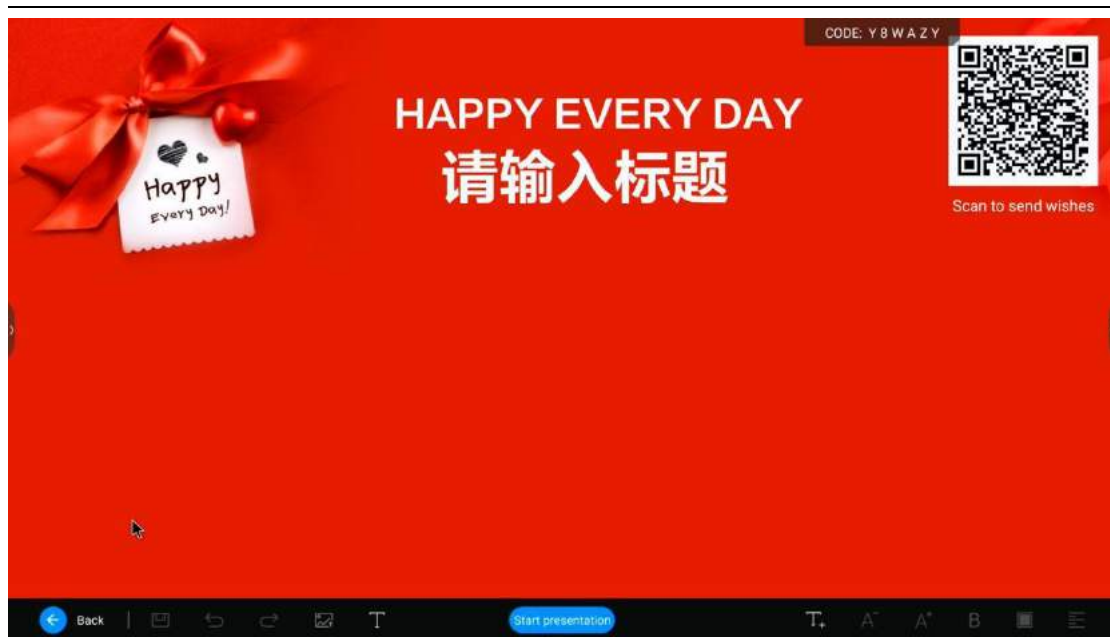 CODE: Y8WAZY
HAPPY EVERY DAY
请输入标题
Happy
Every Day!
Scan to send wishes
Back
T
Start presentation
T+
A-
A+
B